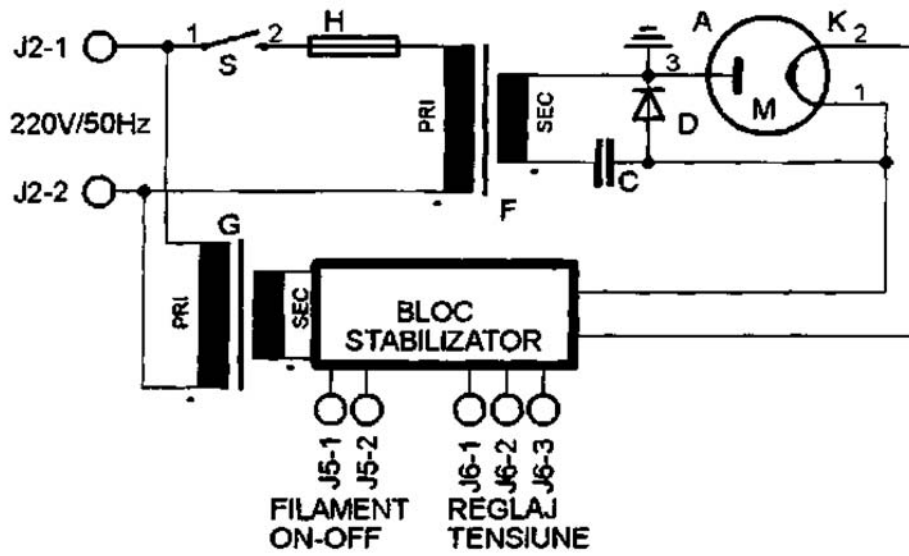 J2-1
1
2
S
H
A
K
2
3
M
1
D
220V/50Hz
PRI
SEC
C
J2-2
F
G
PRI
SEC
BLOC
STABILIZATOR
J5-1
J5-2
J6-1
J6-2
J6-3
FILAMENT
ON-OFF
REGLAJ
TENSIUNE